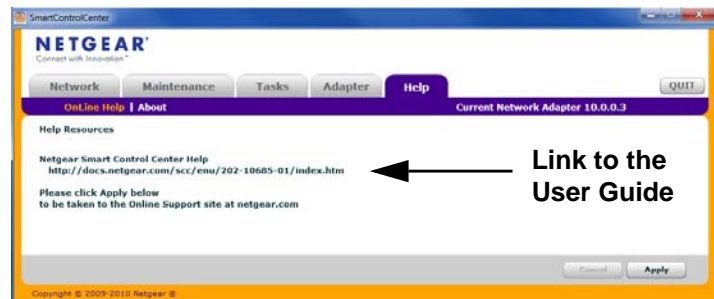 SmartControlCenter
NETGEAR®
Connect with Innovation™
Network Maintenance Tasks Adapter Help QUIT
OnLine Help | About Current Network Adapter 10.0.0.3
Help Resources
Netgear Smart Control Center Help
http://docs.netgear.com/scc/enu/202-10685-01/index.htm
Link to the
User Guide
Please click Apply below
to be taken to the Online Support site at netgear.com
Cancel Apply
Copyright © 2009-2010 Netgear ®